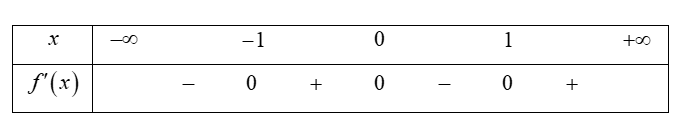 x −∞ −1 0 1 +∞
f′(x) − 0 + 0 − 0 +